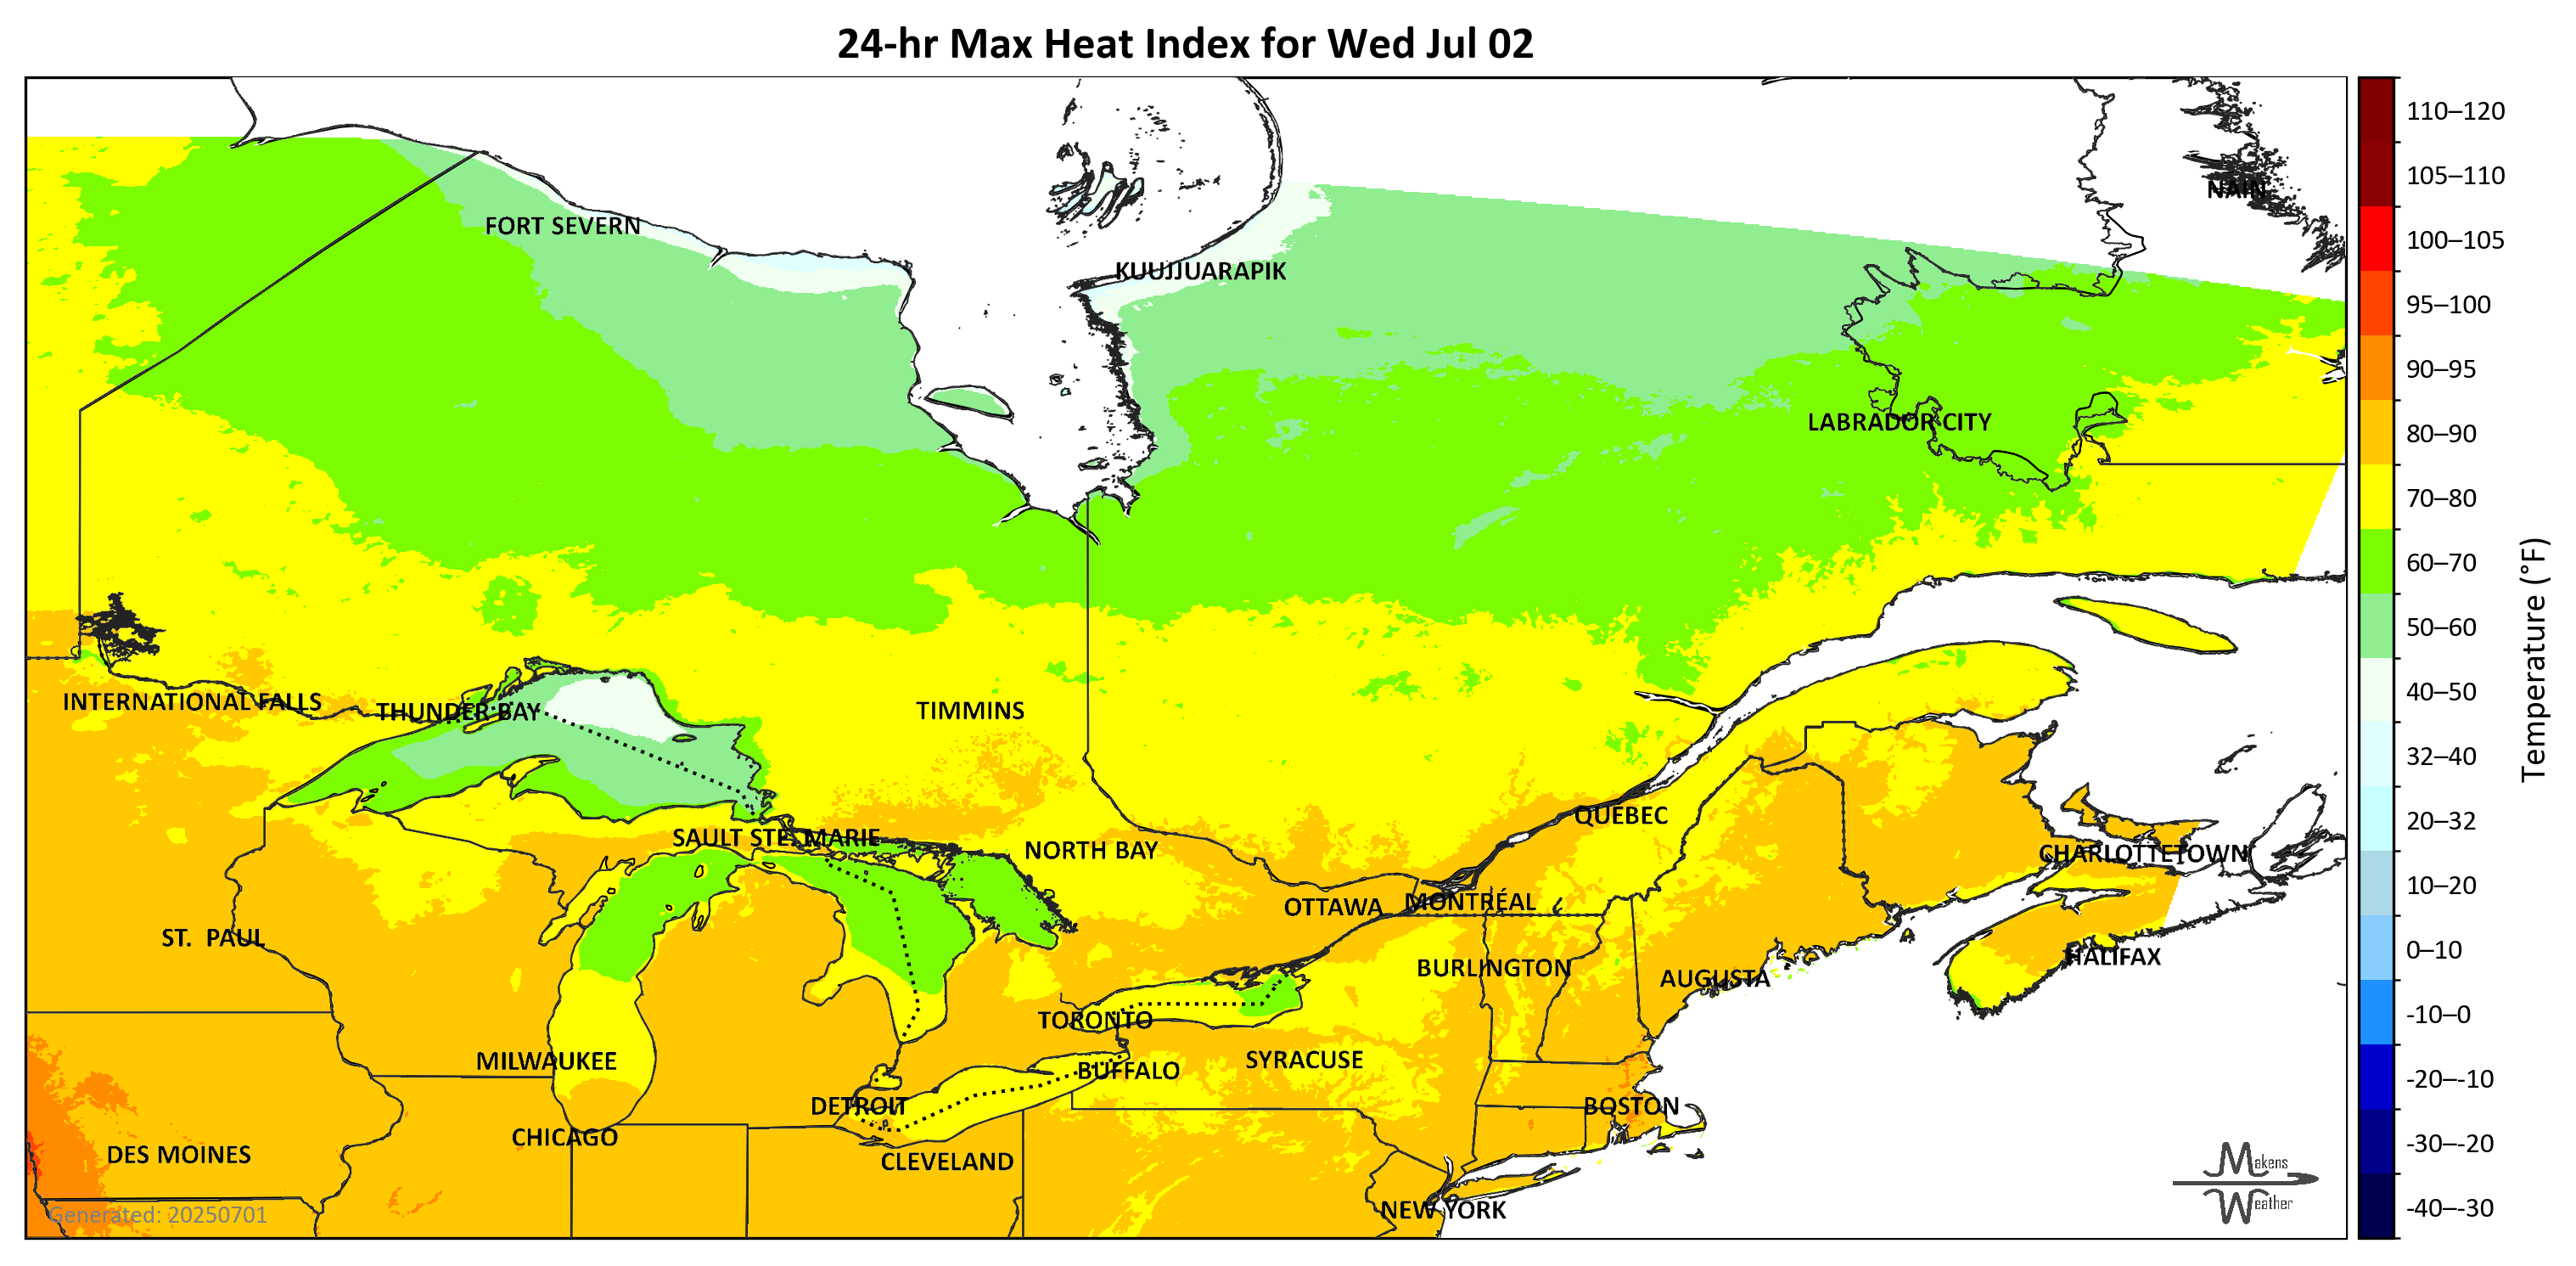 24-hr Max Heat Index for Wed Jul 02
NAIN
FORT SEVERN
KUUJJUARAPIK
LABRADOR CITY
INTERNATIONAL FALLS
THUNDER BAY
TIMMINS
QUÉBEC
SAULT STE. MARIE
NORTH BAY
CHARLOTTETOWN
OTTAWA
MONTRÉAL
ST.  PAUL
HALIFAX
BURLINGTON
AUGUSTA
TORONTO
MILWAUKEE
SYRACUSE
BUFFALO
DETROIT
BOSTON
CHICAGO
DES MOINES
CLEVELAND
NEW YORK
Generated: 20250701
Makens
Weather
110–120
105–110
100–105
95–100
90–95
80–90
70–80
60–70
50–60
40–50
32–40
20–32
10–20
0–10
-10–0
-20–-10
-30–-20
-40–-30
Temperature (°F)